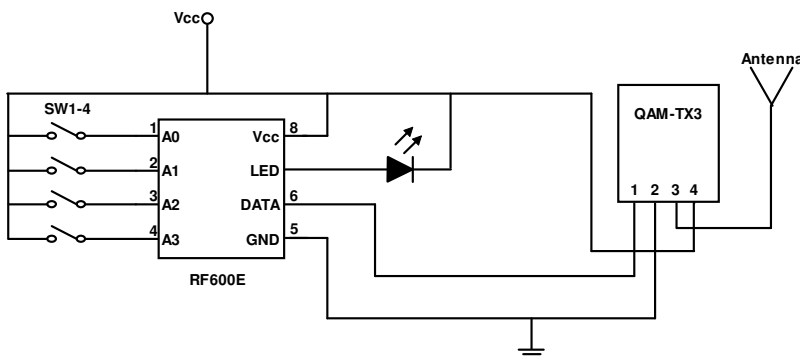 Vcc
Antenna
SW1-4
QAM-TX3
1 A0 Vcc 8
2 A1 LED
3 A2 DATA 6
4 A3 GND 5
1 2 3 4
RF600E